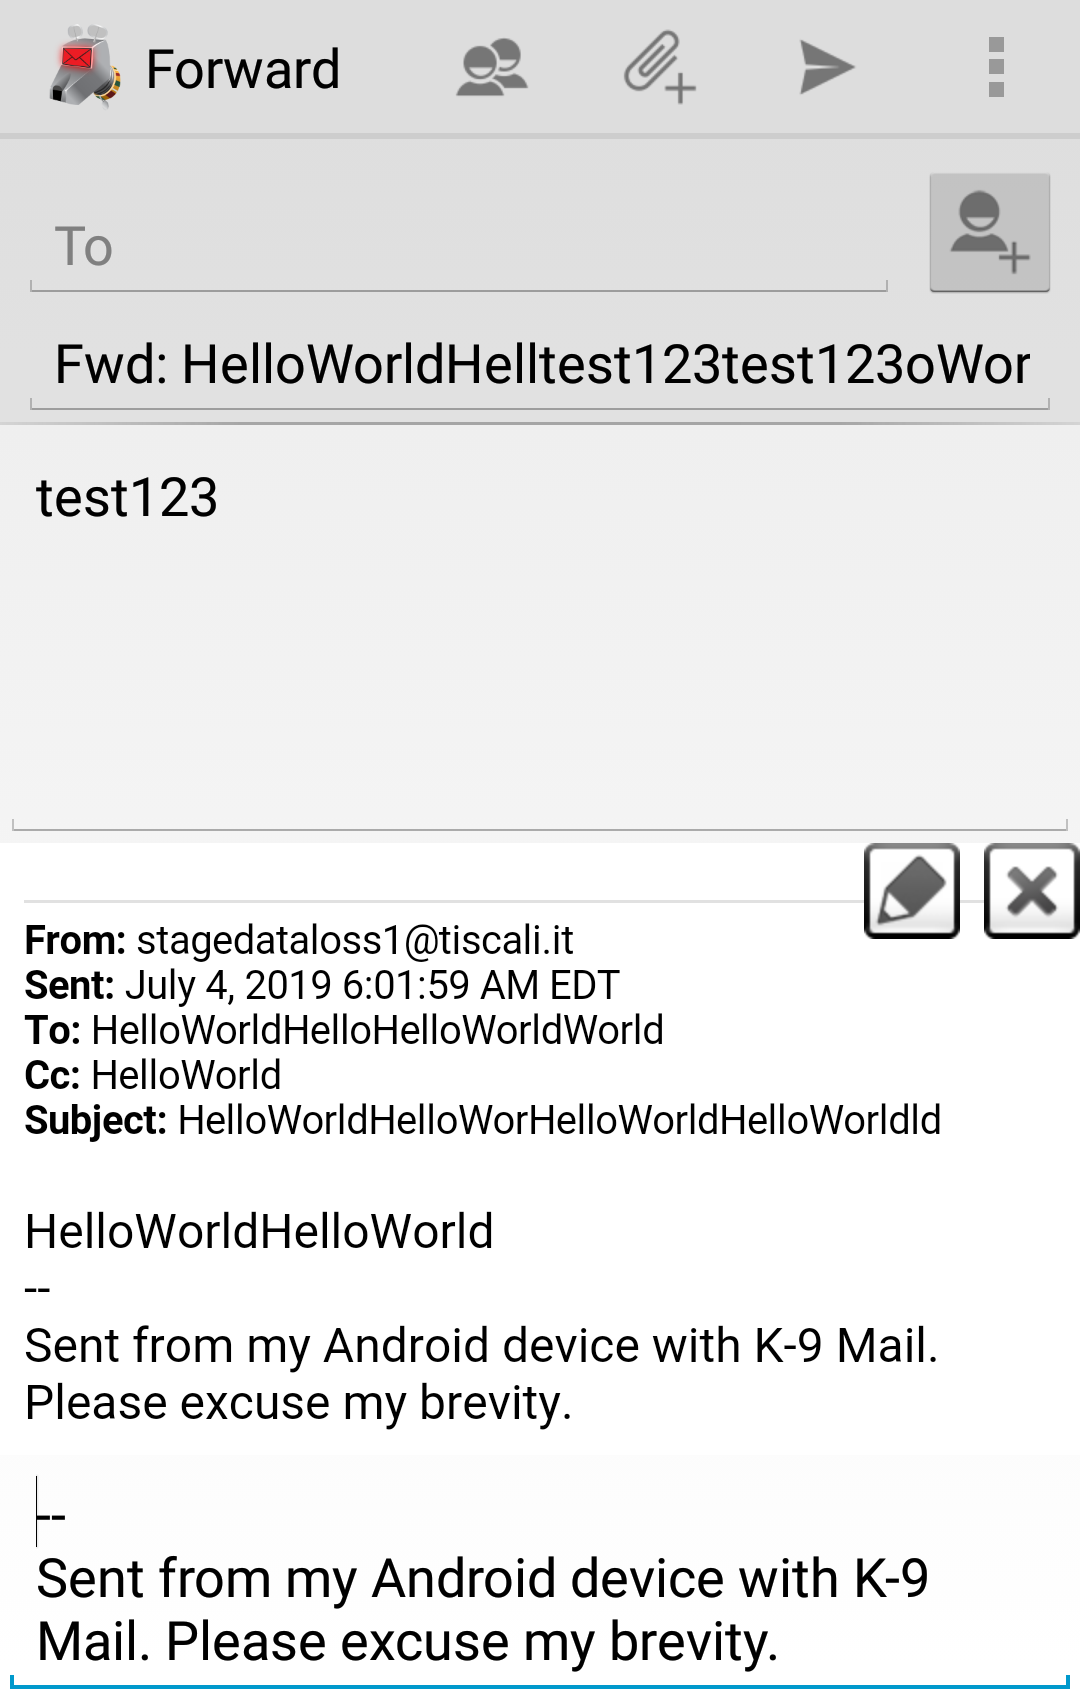 Forward
To
Fwd: HelloWorldHelltest123test123oWor
test123
From: stagedataloss1@tiscali.it
Sent: July 4, 2019 6:01:59 AM EDT
To: HelloWorldHelloHelloWorldWorld
Cc: HelloWorld
Subject: HelloWorldHelloWorHelloWorldHelloWorldld
HelloWorldHelloWorld
--
Sent from my Android device with K-9 Mail.
Please excuse my brevity.
--
Sent from my Android device with K-9
Mail. Please excuse my brevity.